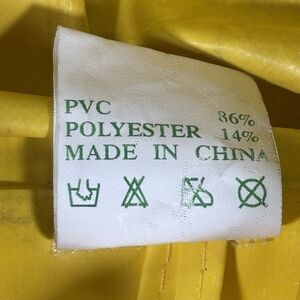 PVC 86%
POLYESTER 14%
MADE IN CHINA